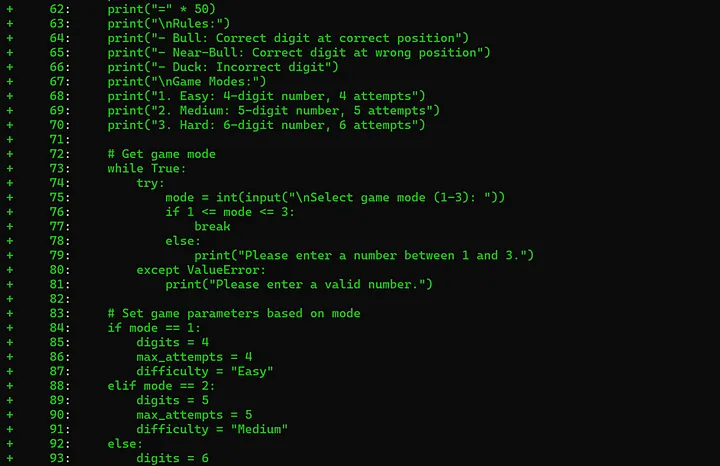 + 62: print("=" * 50)
+ 63: print("\nRules:")
+ 64: print("- Bull: Correct digit at correct position")
+ 65: print("- Near-Bull: Correct digit at wrong position")
+ 66: print("- Duck: Incorrect digit")
+ 67: print("\nGame Modes:")
+ 68: print("1. Easy: 4-digit number, 4 attempts")
+ 69: print("2. Medium: 5-digit number, 5 attempts")
+ 70: print("3. Hard: 6-digit number, 6 attempts")
+ 71:
+ 72: # Get game mode
+ 73: while True:
+ 74: try:
+ 75: mode = int(input("\nSelect game mode (1-3): "))
+ 76: if 1 <= mode <= 3:
+ 77: break
+ 78: else:
+ 79: print("Please enter a number between 1 and 3.")
+ 80: except ValueError:
+ 81: print("Please enter a valid number.")
+ 82:
+ 83: # Set game parameters based on mode
+ 84: if mode == 1:
+ 85: digits = 4
+ 86: max_attempts = 4
+ 87: difficulty = "Easy"
+ 88: elif mode == 2:
+ 89: digits = 5
+ 90: max_attempts = 5
+ 91: difficulty = "Medium"
+ 92: else:
+ 93: digits = 6